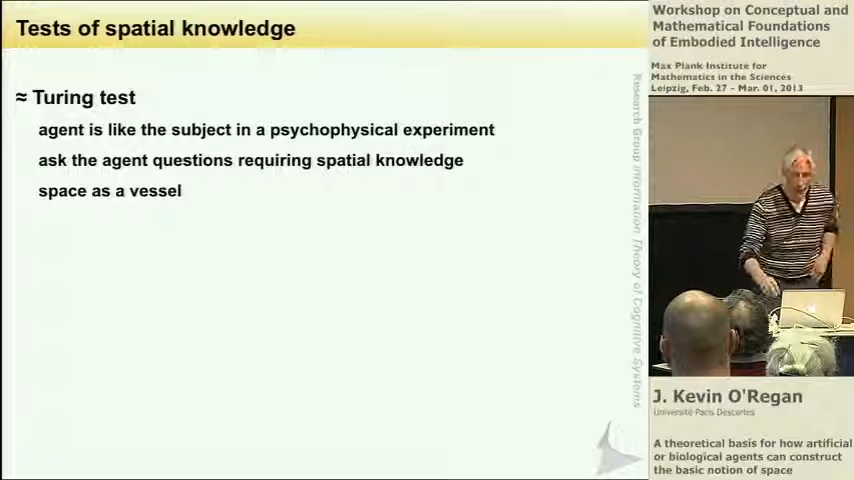 Tests of spatial knowledge
≈ Turing test
agent is like the subject in a psychophysical experiment
ask the agent questions requiring spatial knowledge
space as a vessel
Research Group Information Theory of Cognitive Systems
Workshop on Conceptual and
Mathematical Foundations
of Embodied Intelligence
Max Plank Institute for
Mathematics in the Sciences
Leipzig, Feb. 27 – Mar. 01, 2013
J. Kevin O'Regan
Université Paris Descartes
A theoretical basis for how artificial
or biological agents can construct
the basic notion of space